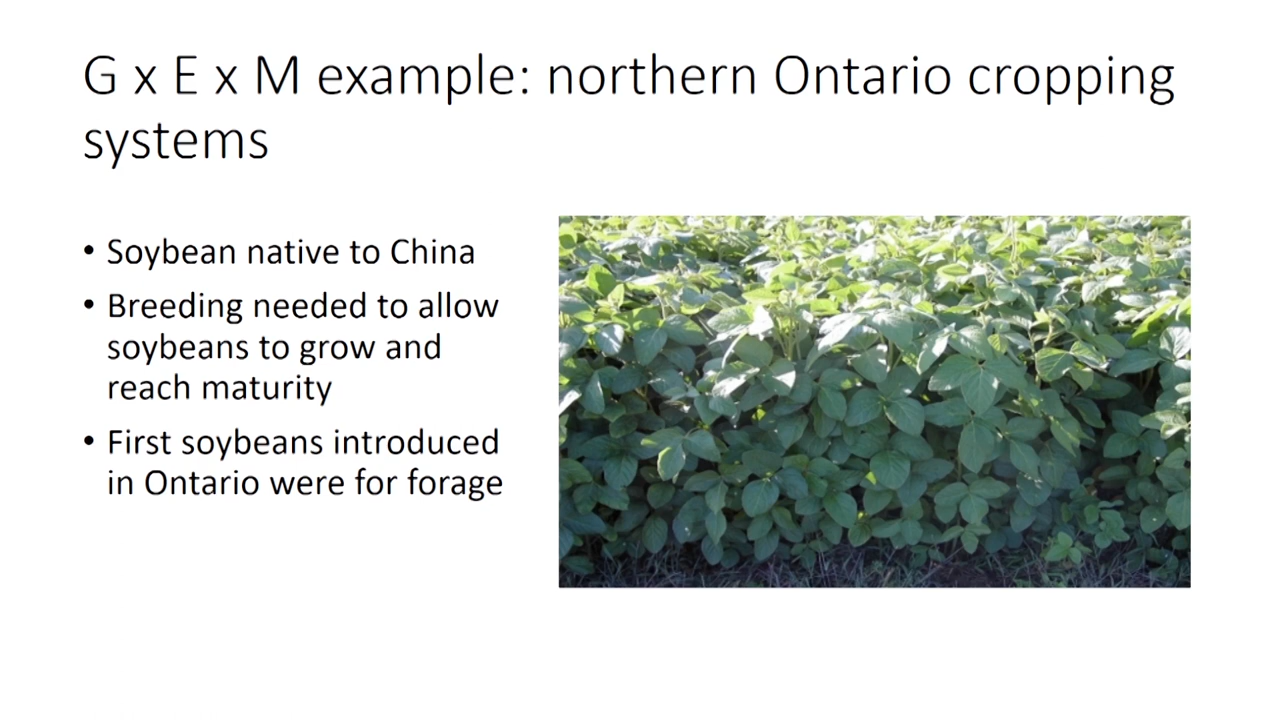 G x E x M example: northern Ontario cropping
systems
• Soybean native to China
• Breeding needed to allow
soybeans to grow and
reach maturity
• First soybeans introduced
in Ontario were for forage